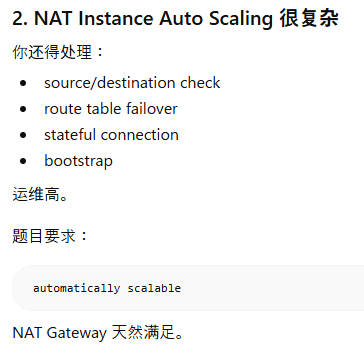 2. NAT Instance Auto Scaling 很复杂
你还得处理：
• source/destination check
• route table failover
• stateful connection
• bootstrap
运维高。
题目要求：
automatically scalable
NAT Gateway 天然满足。